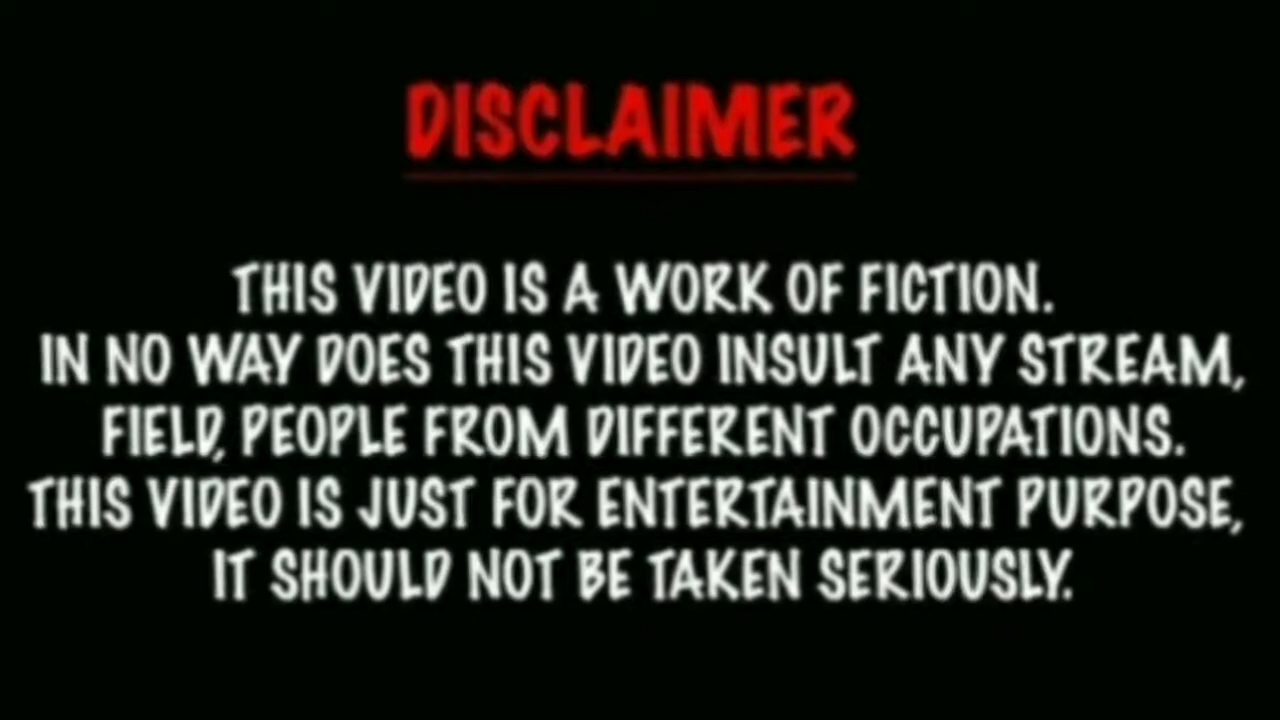 DISCLAIMER
THIS VIDEO IS A WORK OF FICTION.
IN NO WAY DOES THIS VIDEO INSULT ANY STREAM,
FIELD, PEOPLE FROM DIFFERENT OCCUPATIONS.
THIS VIDEO IS JUST FOR ENTERTAINMENT PURPOSE,
IT SHOULD NOT BE TAKEN SERIOUSLY.